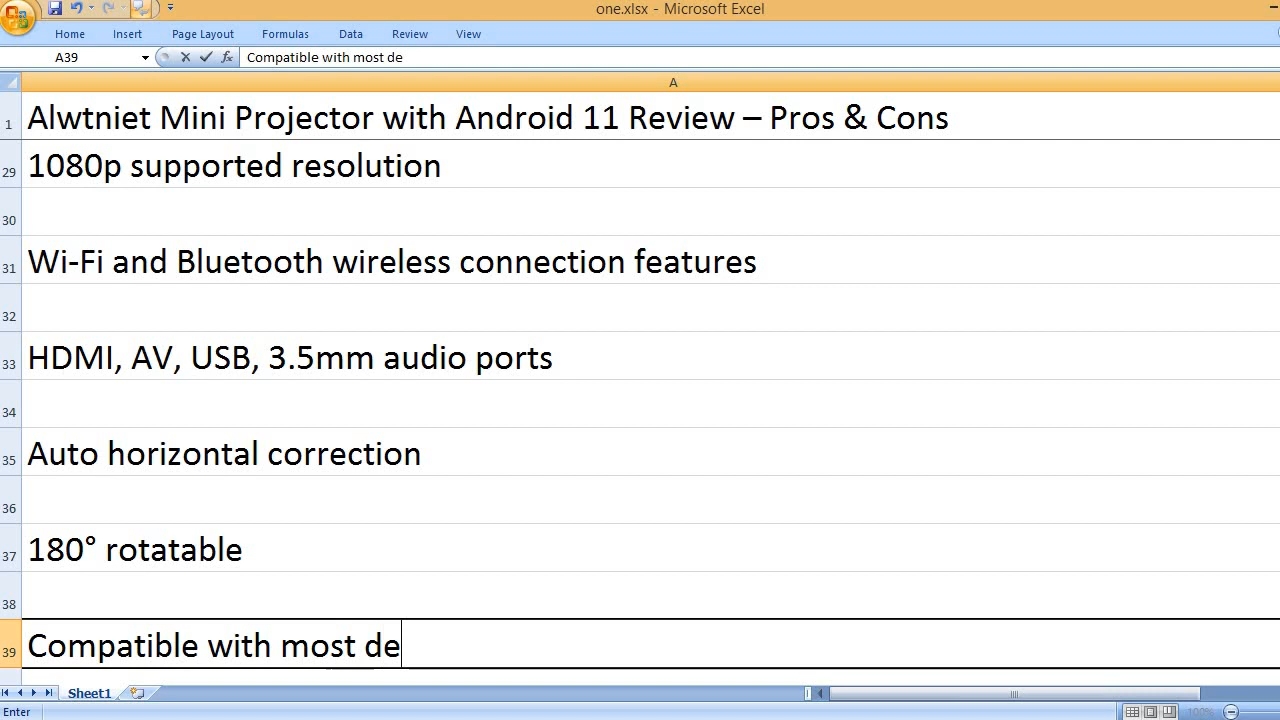 one.xlsx - Microsoft Excel
Home Insert Page Layout Formulas Data Review View
A39 fx Compatible with most de
A
1 Alwtniet Mini Projector with Android 11 Review – Pros & Cons
29 1080p supported resolution
30
31 Wi-Fi and Bluetooth wireless connection features
32
33 HDMI, AV, USB, 3.5mm audio ports
34
35 Auto horizontal correction
36
37 180° rotatable
38
39 Compatible with most de
Sheet1
Enter 100%